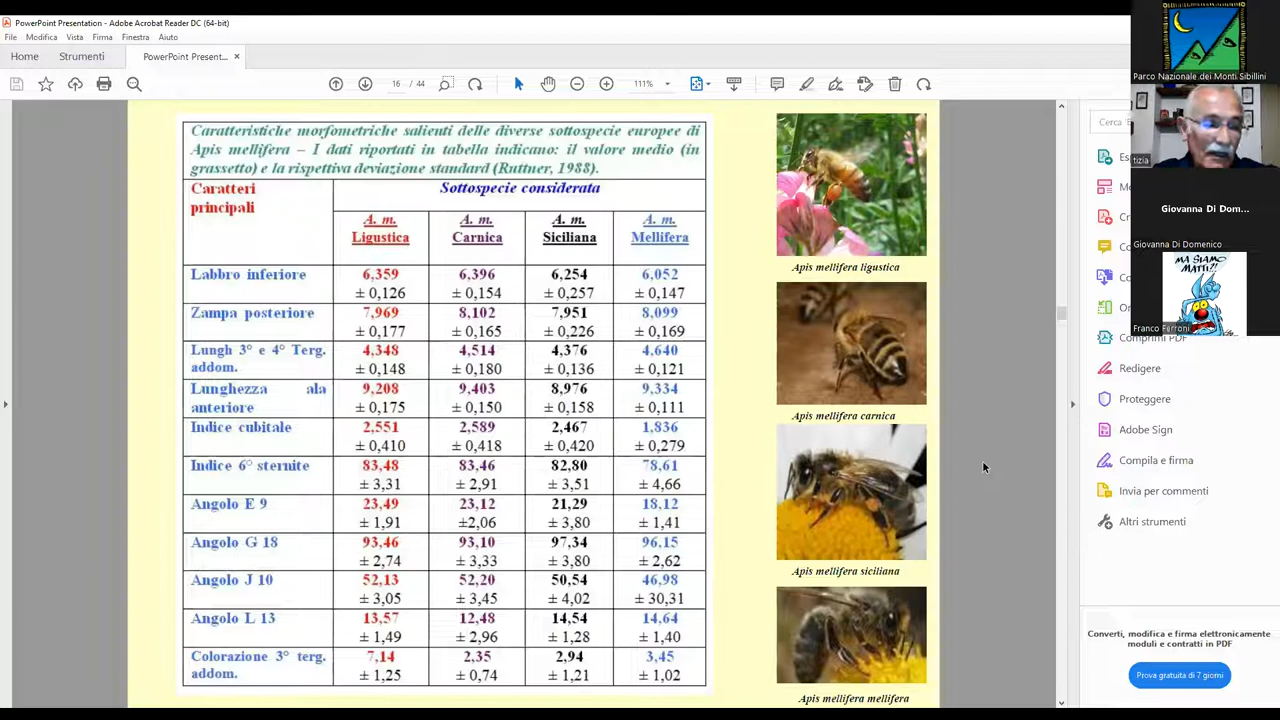 PowerPoint Presentation - Adobe Acrobat Reader DC (64-bit)
File Modifica Vista Firma Finestra Aiuto
Home Strumenti PowerPoint Present... ×
16 / 44 111%
Caratteristiche morfometriche salienti delle diverse sottospecie europee di
Apis mellifera – I dati riportati in tabella indicano: il valore medio (in
grassetto) e la rispettiva deviazione standard (Ruttner, 1988).
Caratteri principali Sottospecie considerata
A. m. Ligustica A. m. Carnica A. m. Siciliana A. m. Mellifera
Labbro inferiore 6,359 6,396 6,254 6,052
± 0,126 ± 0,154 ± 0,257 ± 0,147
Zampa posteriore 7,969 8,102 7,951 8,099
± 0,177 ± 0,165 ± 0,226 ± 0,169
Lungh 3° e 4° Terg. 4,348 4,514 4,376 4,640
addom. ± 0,148 ± 0,180 ± 0,136 ± 0,121
Lunghezza ala 9,208 9,403 8,976 9,334
anteriore ± 0,175 ± 0,150 ± 0,158 ± 0,111
Indice cubitale 2,551 2,589 2,467 1,836
± 0,410 ± 0,418 ± 0,420 ± 0,279
Indice 6° sternite 83,48 83,46 82,80 78,61
± 3,31 ± 2,91 ± 3,51 ± 4,66
Angolo E 9 23,49 23,12 21,29 18,12
± 1,91 ±2,06 ± 3,80 ± 1,41
Angolo G 18 93,46 93,10 97,34 96,15
± 2,74 ± 3,33 ± 3,80 ± 2,62
Angolo J 10 52,13 52,20 50,54 46,98
± 3,05 ± 3,45 ± 4,02 ± 30,31
Angolo L 13 13,57 12,48 14,54 14,64
± 1,49 ± 2,96 ± 1,28 ± 1,40
Colorazione 3° terg. 7,14 2,35 2,94 3,45
addom. ± 1,25 ± 0,74 ± 1,21 ± 1,02
Apis mellifera ligustica
Apis mellifera carnica
Apis mellifera siciliana
Apis mellifera mellifera
Parco Nazionale dei Monti Sibillini
tizia
Giovanna Di Dom...
Giovanna Di Domenico
MA SIAMO
MATTI?!
Franco Ferroni
Cerca
Comprimi PDF
Redigere
Proteggere
Adobe Sign
Compila e firma
Invia per commenti
Altri strumenti
Converti, modifica e firma elettronicamente
moduli e contratti in PDF
Prova gratuita di 7 giorni